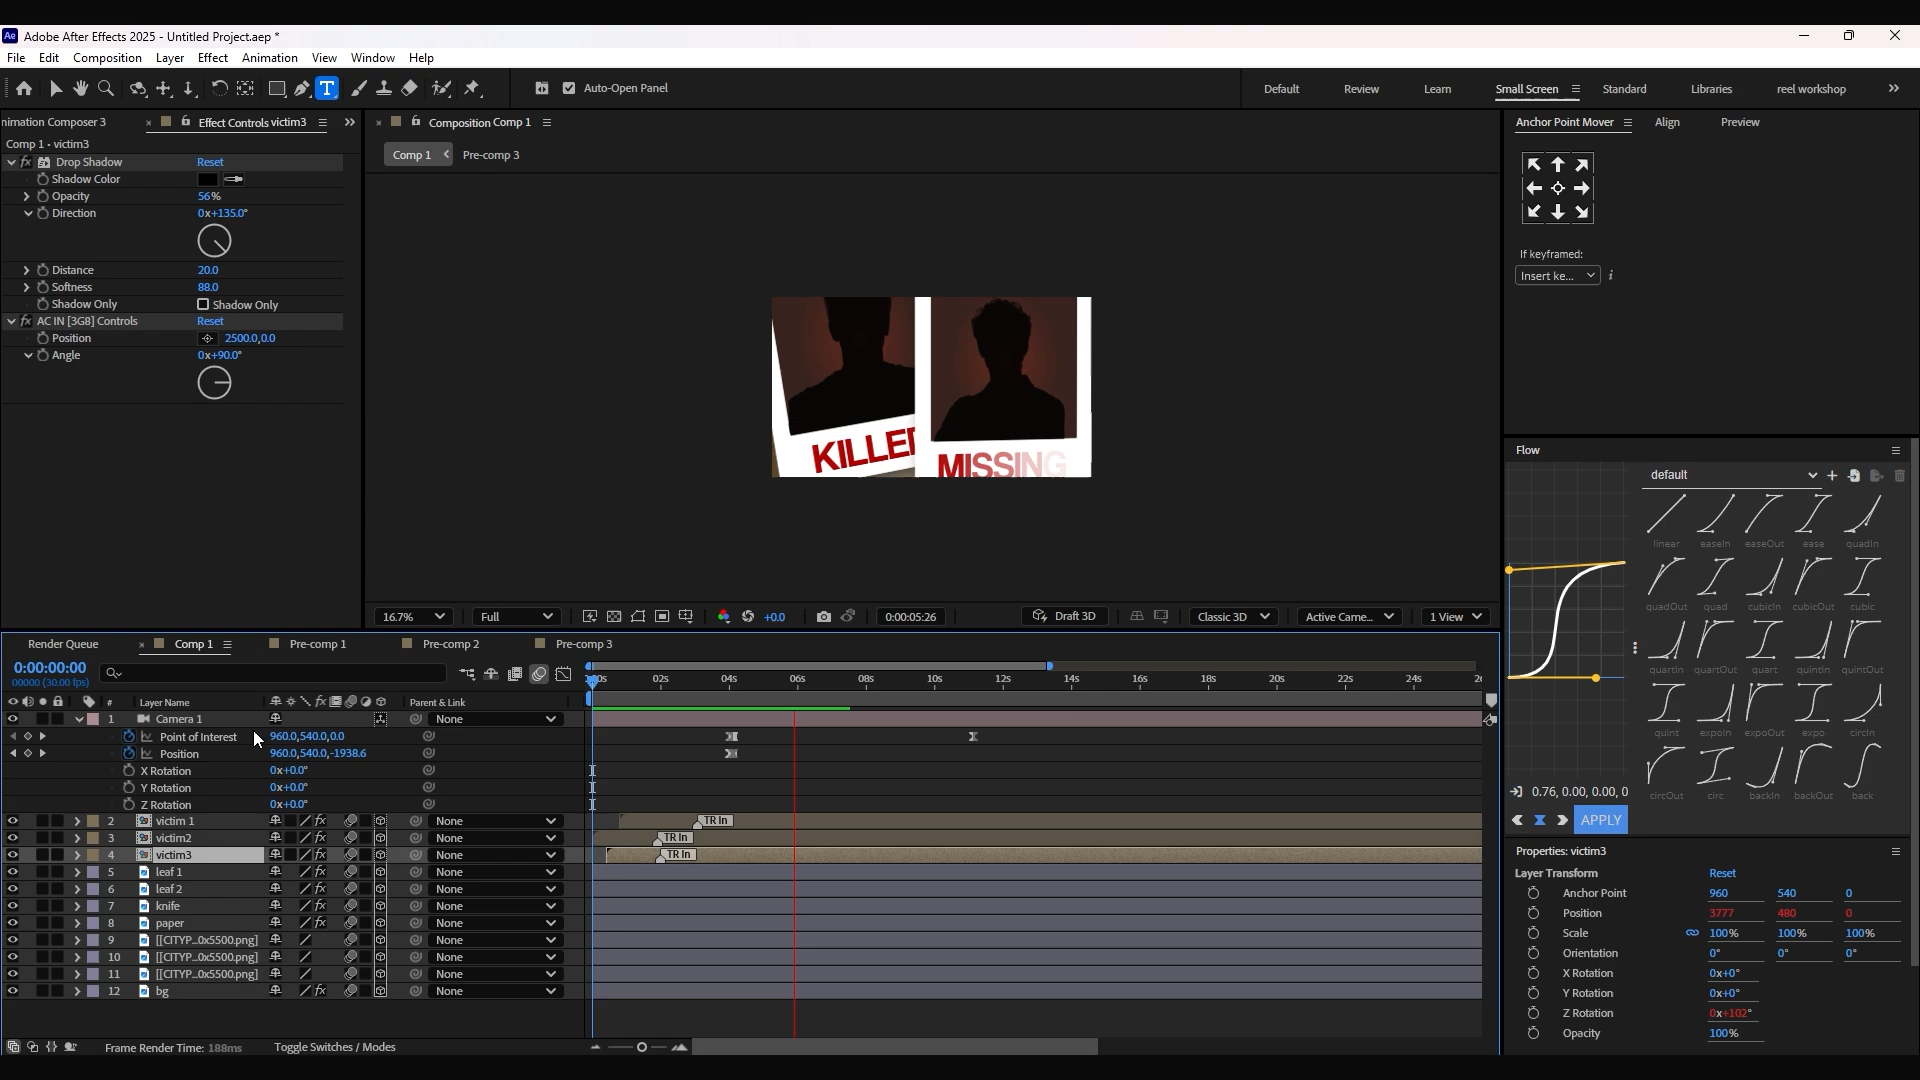 Adobe After Effects 2025 - Untitled Project.aep *
File Edit Composition Layer Effect Animation View Window Help
Auto-Open Panel
Default Review Learn Small Screen Standard Libraries reel workshop
nimation Composer 3 Effect Controls victim3
Comp 1 • victim3
fx Drop Shadow Reset
Shadow Color
Opacity 56%
Direction 0x+135.0°
Distance 20.0
Softness 88.0
Shadow Only Shadow Only
fx AC IN [3G8] Controls Reset
Position 2500.0,0.0
Angle 0x+90.0°
Composition Comp 1
Comp 1 Pre-comp 3
KILLED
MISSING
16.7% Full +0.0 0:00:05:26 Draft 3D Classic 3D Active Came... 1 View
Anchor Point Mover Align Preview
If keyframed:
Insert ke... i
Flow
default
linear easeIn easeOut ease quadIn
quadOut quad cubicIn cubicOut cubic
quartIn quartOut quart quintIn quintOut
quint expoIn expoOut expo circIn
circOut circ backIn backOut back
0.76, 0.00, 0.00, 0
APPLY
Properties: victim3
Layer Transform Reset
Anchor Point 960 540 0
Position 3777 480 0
Scale 100% 100% 100%
Orientation 0° 0° 0°
X Rotation 0x+0°
Y Rotation 0x+0°
Z Rotation 0x+102°
Opacity 100%
Render Queue Comp 1 Pre-comp 1 Pre-comp 2 Pre-comp 3
0:00:00:00
00000 (30.00 fps)
02s 04s 06s 08s 10s 12s 14s 16s 18s 20s 22s 24s
# Layer Name fx Parent & Link
1 Camera 1 None
Point of Interest 960.0,540.0,0.0
Position 960.0,540.0,-1938.6
X Rotation 0x+0.0°
Y Rotation 0x+0.0°
Z Rotation 0x+0.0°
2 victim 1 fx None TR In
3 victim2 fx None TR In
4 victim3 fx None TR In
5 leaf 1 fx None
6 leaf 2 fx None
7 knife fx None
8 paper fx None
9 [[CITYP...0x5500.png] None
10 [[CITYP...0x5500.png] None
11 [[CITYP...0x5500.png] None
12 bg fx None
Frame Render Time: 188ms Toggle Switches / Modes